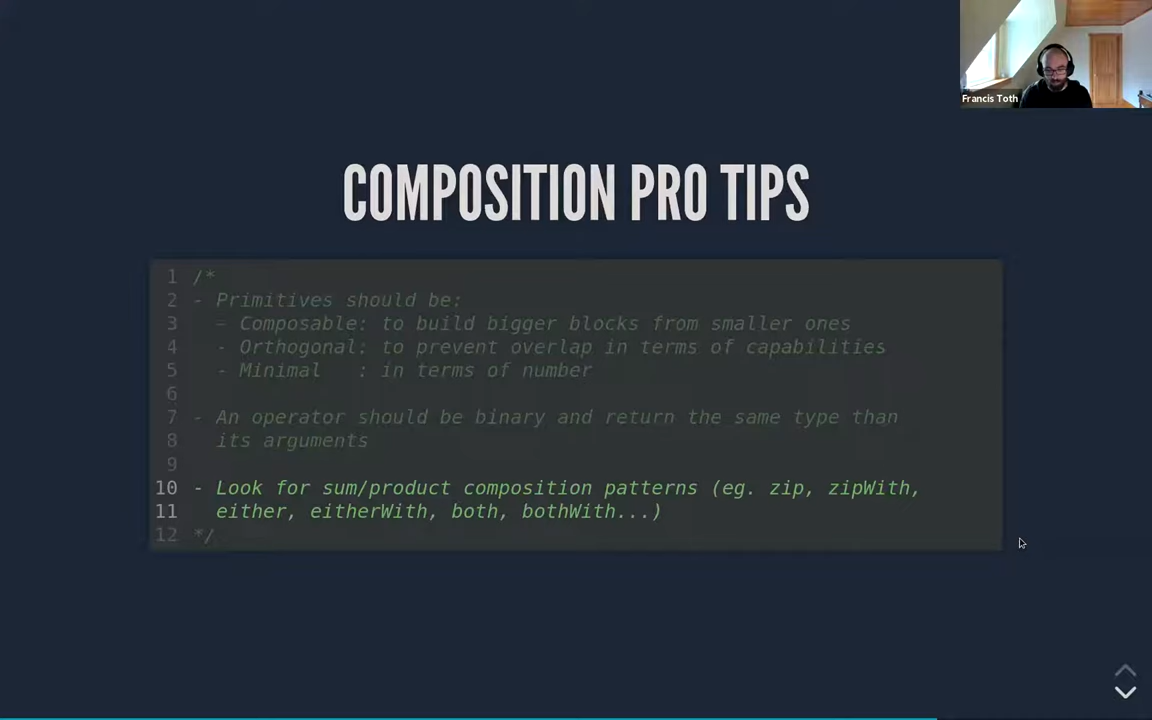 Francis Toth
COMPOSITION PRO TIPS
1 /*
2 - Primitives should be:
3   - Composable: to build bigger blocks from smaller ones
4   - Orthogonal: to prevent overlap in terms of capabilities
5   - Minimal   : in terms of number
6
7 - An operator should be binary and return the same type than
8   its arguments
9
10 - Look for sum/product composition patterns (eg. zip, zipWith,
11   either, eitherWith, both, bothWith...)
12 */